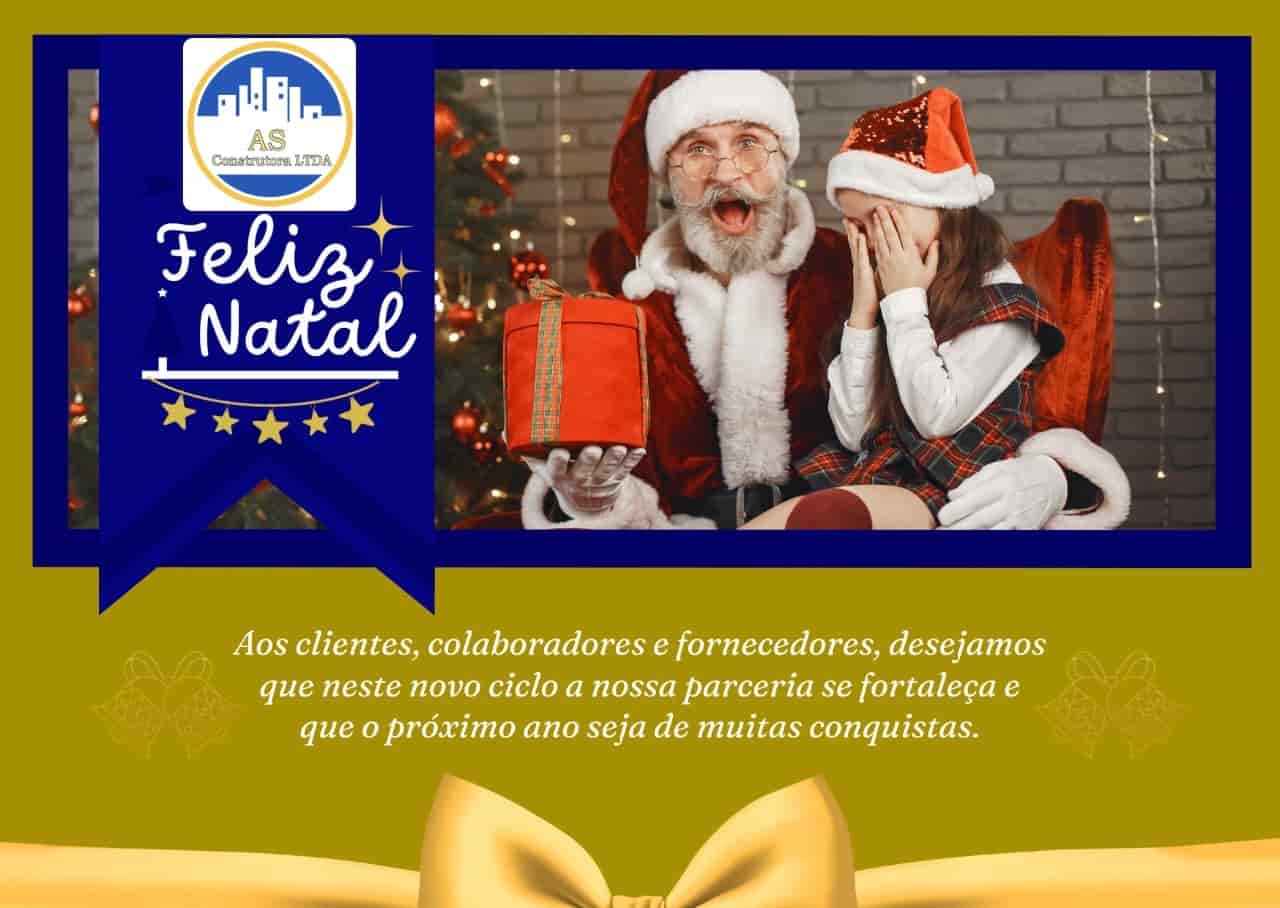 AS
Construtora LTDA
Feliz
Natal
Aos clientes, colaboradores e fornecedores, desejamos
que neste novo ciclo a nossa parceria se fortaleça e
que o próximo ano seja de muitas conquistas.